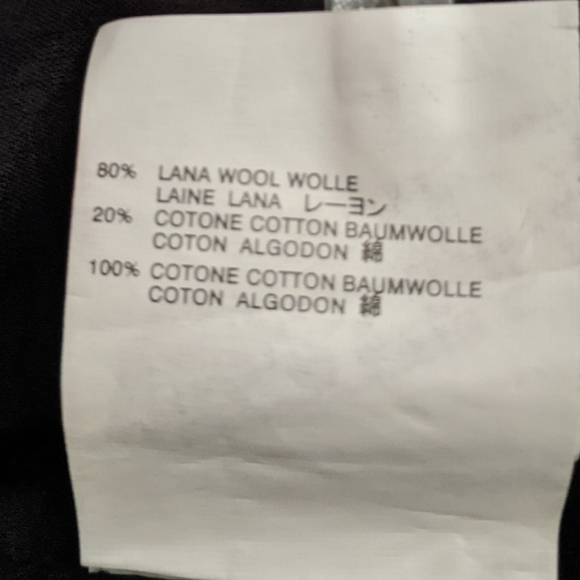 80% LANA WOOL WOLLE
LAINE LANA レーヨン
20% COTONE COTTON BAUMWOLLE
COTON ALGODON 綿
100% COTONE COTTON BAUMWOLLE
COTON ALGODON 綿